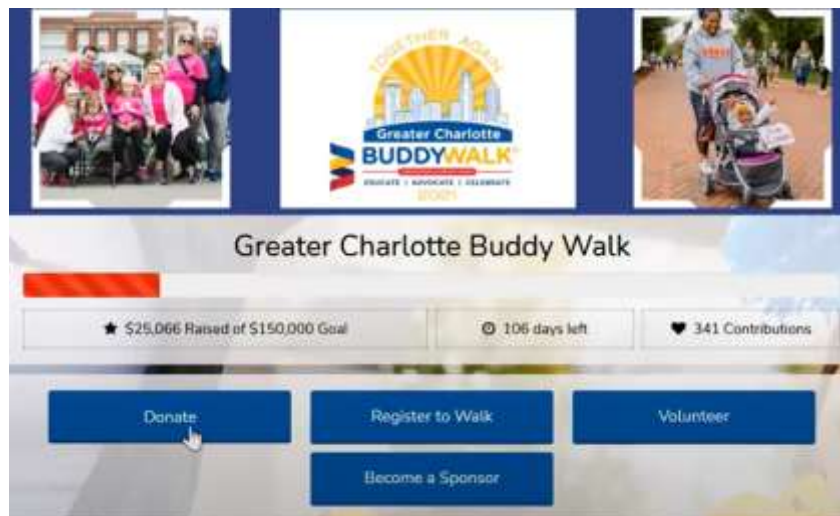 TOGETHER AGAIN
Greater Charlotte
BUDDYWALK
EDUCATE | ADVOCATE | CELEBRATE
2021
Greater Charlotte Buddy Walk
$25,066 Raised of $150,000 Goal
106 days left
341 Contributions
Donate
Register to Walk
Volunteer
Become a Sponsor